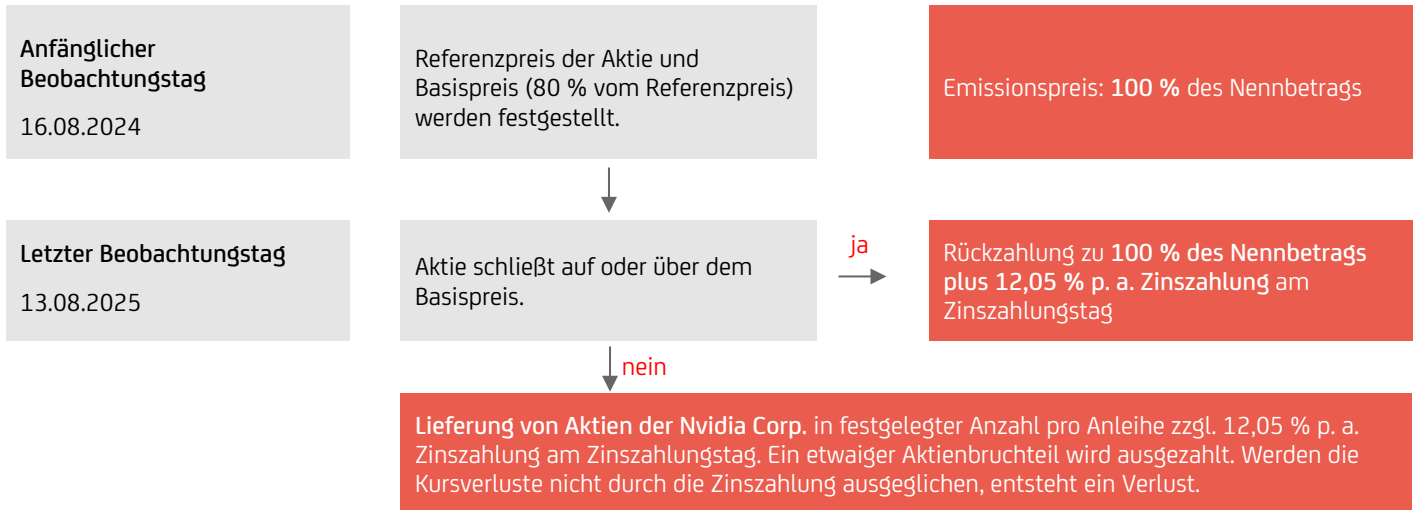 Anfänglicher
Beobachtungstag
16.08.2024
Referenzpreis der Aktie und
Basispreis (80 % vom Referenzpreis)
werden festgestellt.
Emissionspreis: 100 % des Nennbetrags
Letzter Beobachtungstag
13.08.2025
Aktie schließt auf oder über dem
Basispreis.
ja
Rückzahlung zu 100 % des Nennbetrags
plus 12,05 % p. a. Zinszahlung am
Zinszahlungstag
nein
Lieferung von Aktien der Nvidia Corp. in festgelegter Anzahl pro Anleihe zzgl. 12,05 % p. a.
Zinszahlung am Zinszahlungstag. Ein etwaiger Aktienbruchteil wird ausgezahlt. Werden die
Kursverluste nicht durch die Zinszahlung ausgeglichen, entsteht ein Verlust.